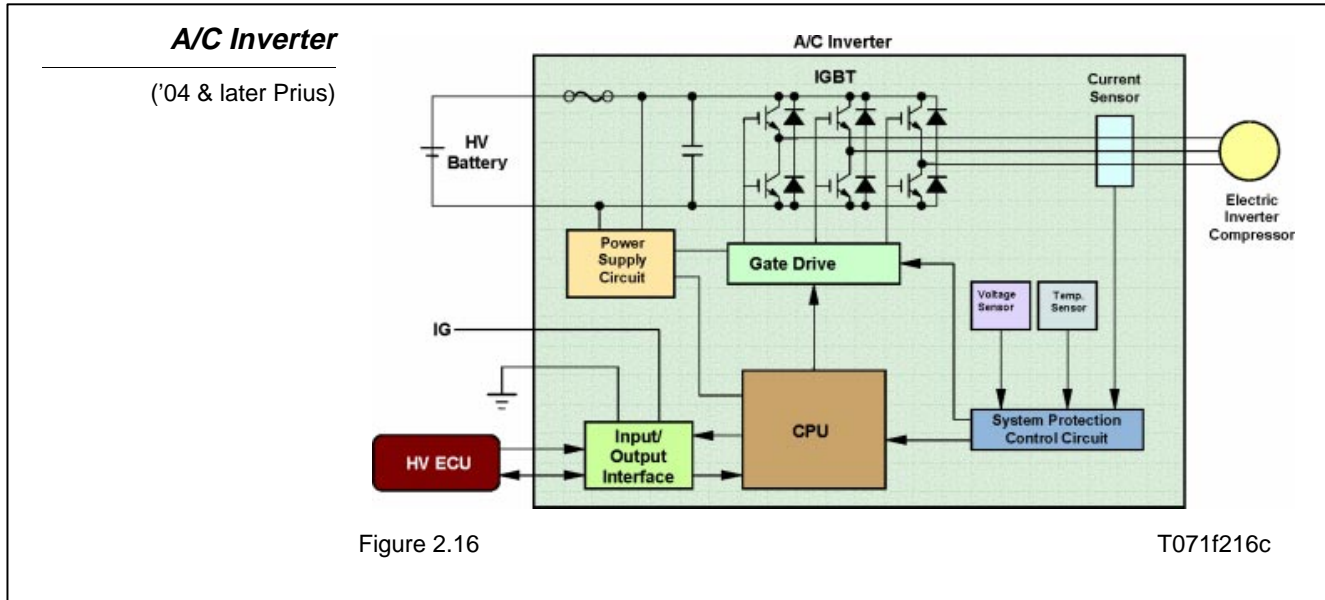 A/C Inverter
('04 & later Prius)
A/C Inverter
IGBT
Current
Sensor
HV
Battery
Electric
Inverter
Compressor
Power
Supply
Circuit
Gate Drive
Voltage
Sensor
Temp.
Sensor
IG
CPU
System Protection
Control Circuit
Input/
Output
Interface
HV ECU
Figure 2.16
T071f216c